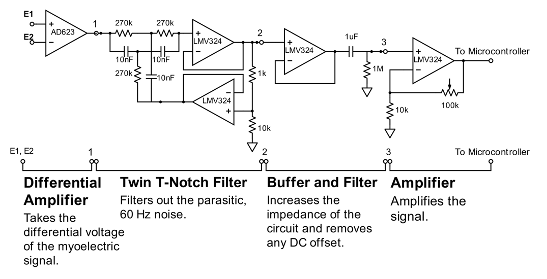 E1
E2
AD623
1
270k
270k
10nF
10nF
270k
10nF
LMV324
LMV324
2
1k
10k
LMV324
1uF
3
1M
LMV324
To Microcontroller
10k
100k
E1, E2
1
2
3
To Microcontroller
Differential
Amplifier
Takes the
differential voltage
of the myoelectric
signal.
Twin T-Notch Filter
Filters out the parasitic,
60 Hz noise.
Buffer and Filter
Increases the
impedance of the
circuit and removes
any DC offset.
Amplifier
Amplifies the
signal.